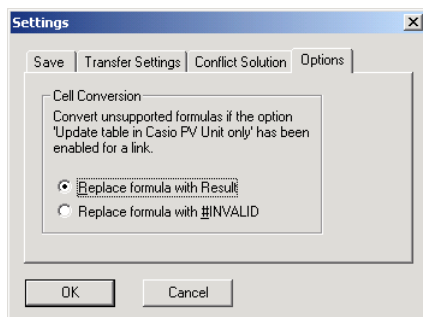 Settings
Save Transfer Settings Conflict Solution Options
Cell Conversion
Convert unsupported formulas if the option
'Update table in Casio PV Unit only' has been
enabled for a link.
Replace formula with Result
Replace formula with #INVALID
OK Cancel